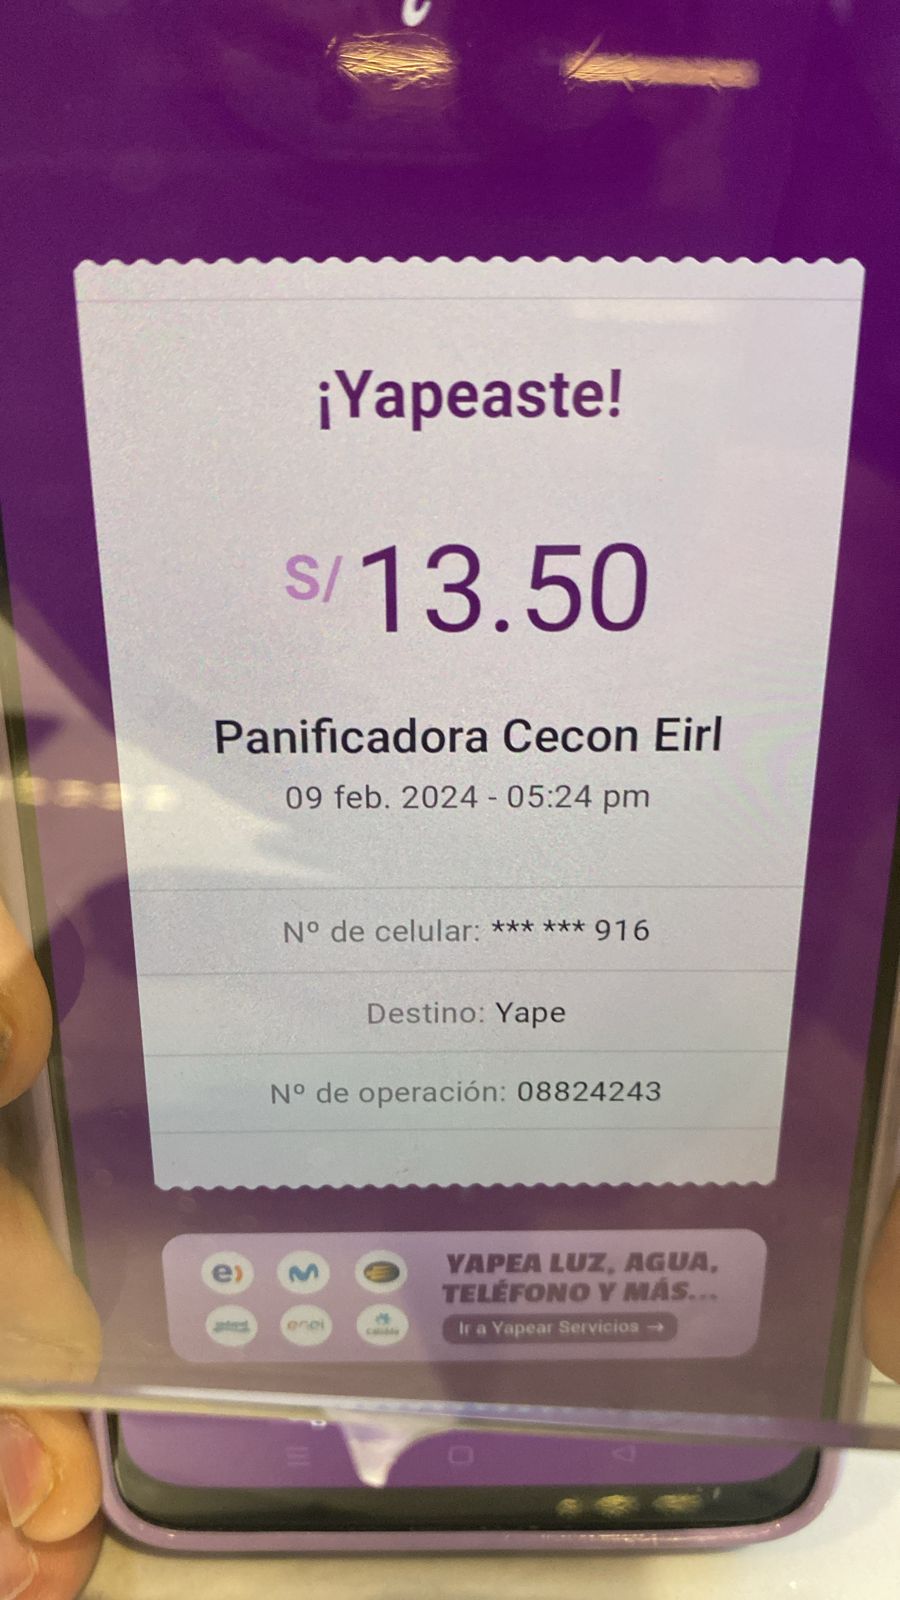 ¡Yapeaste!
S/ 13.50
Panificadora Cecon Eirl
09 feb. 2024 - 05:24 pm
Nº de celular: *** *** 916
Destino: Yape
Nº de operación: 08824243
e)
enel
YAPEA LUZ, AGUA,
TELÉFONO Y MÁS...
Ir a Yapear Servicios →